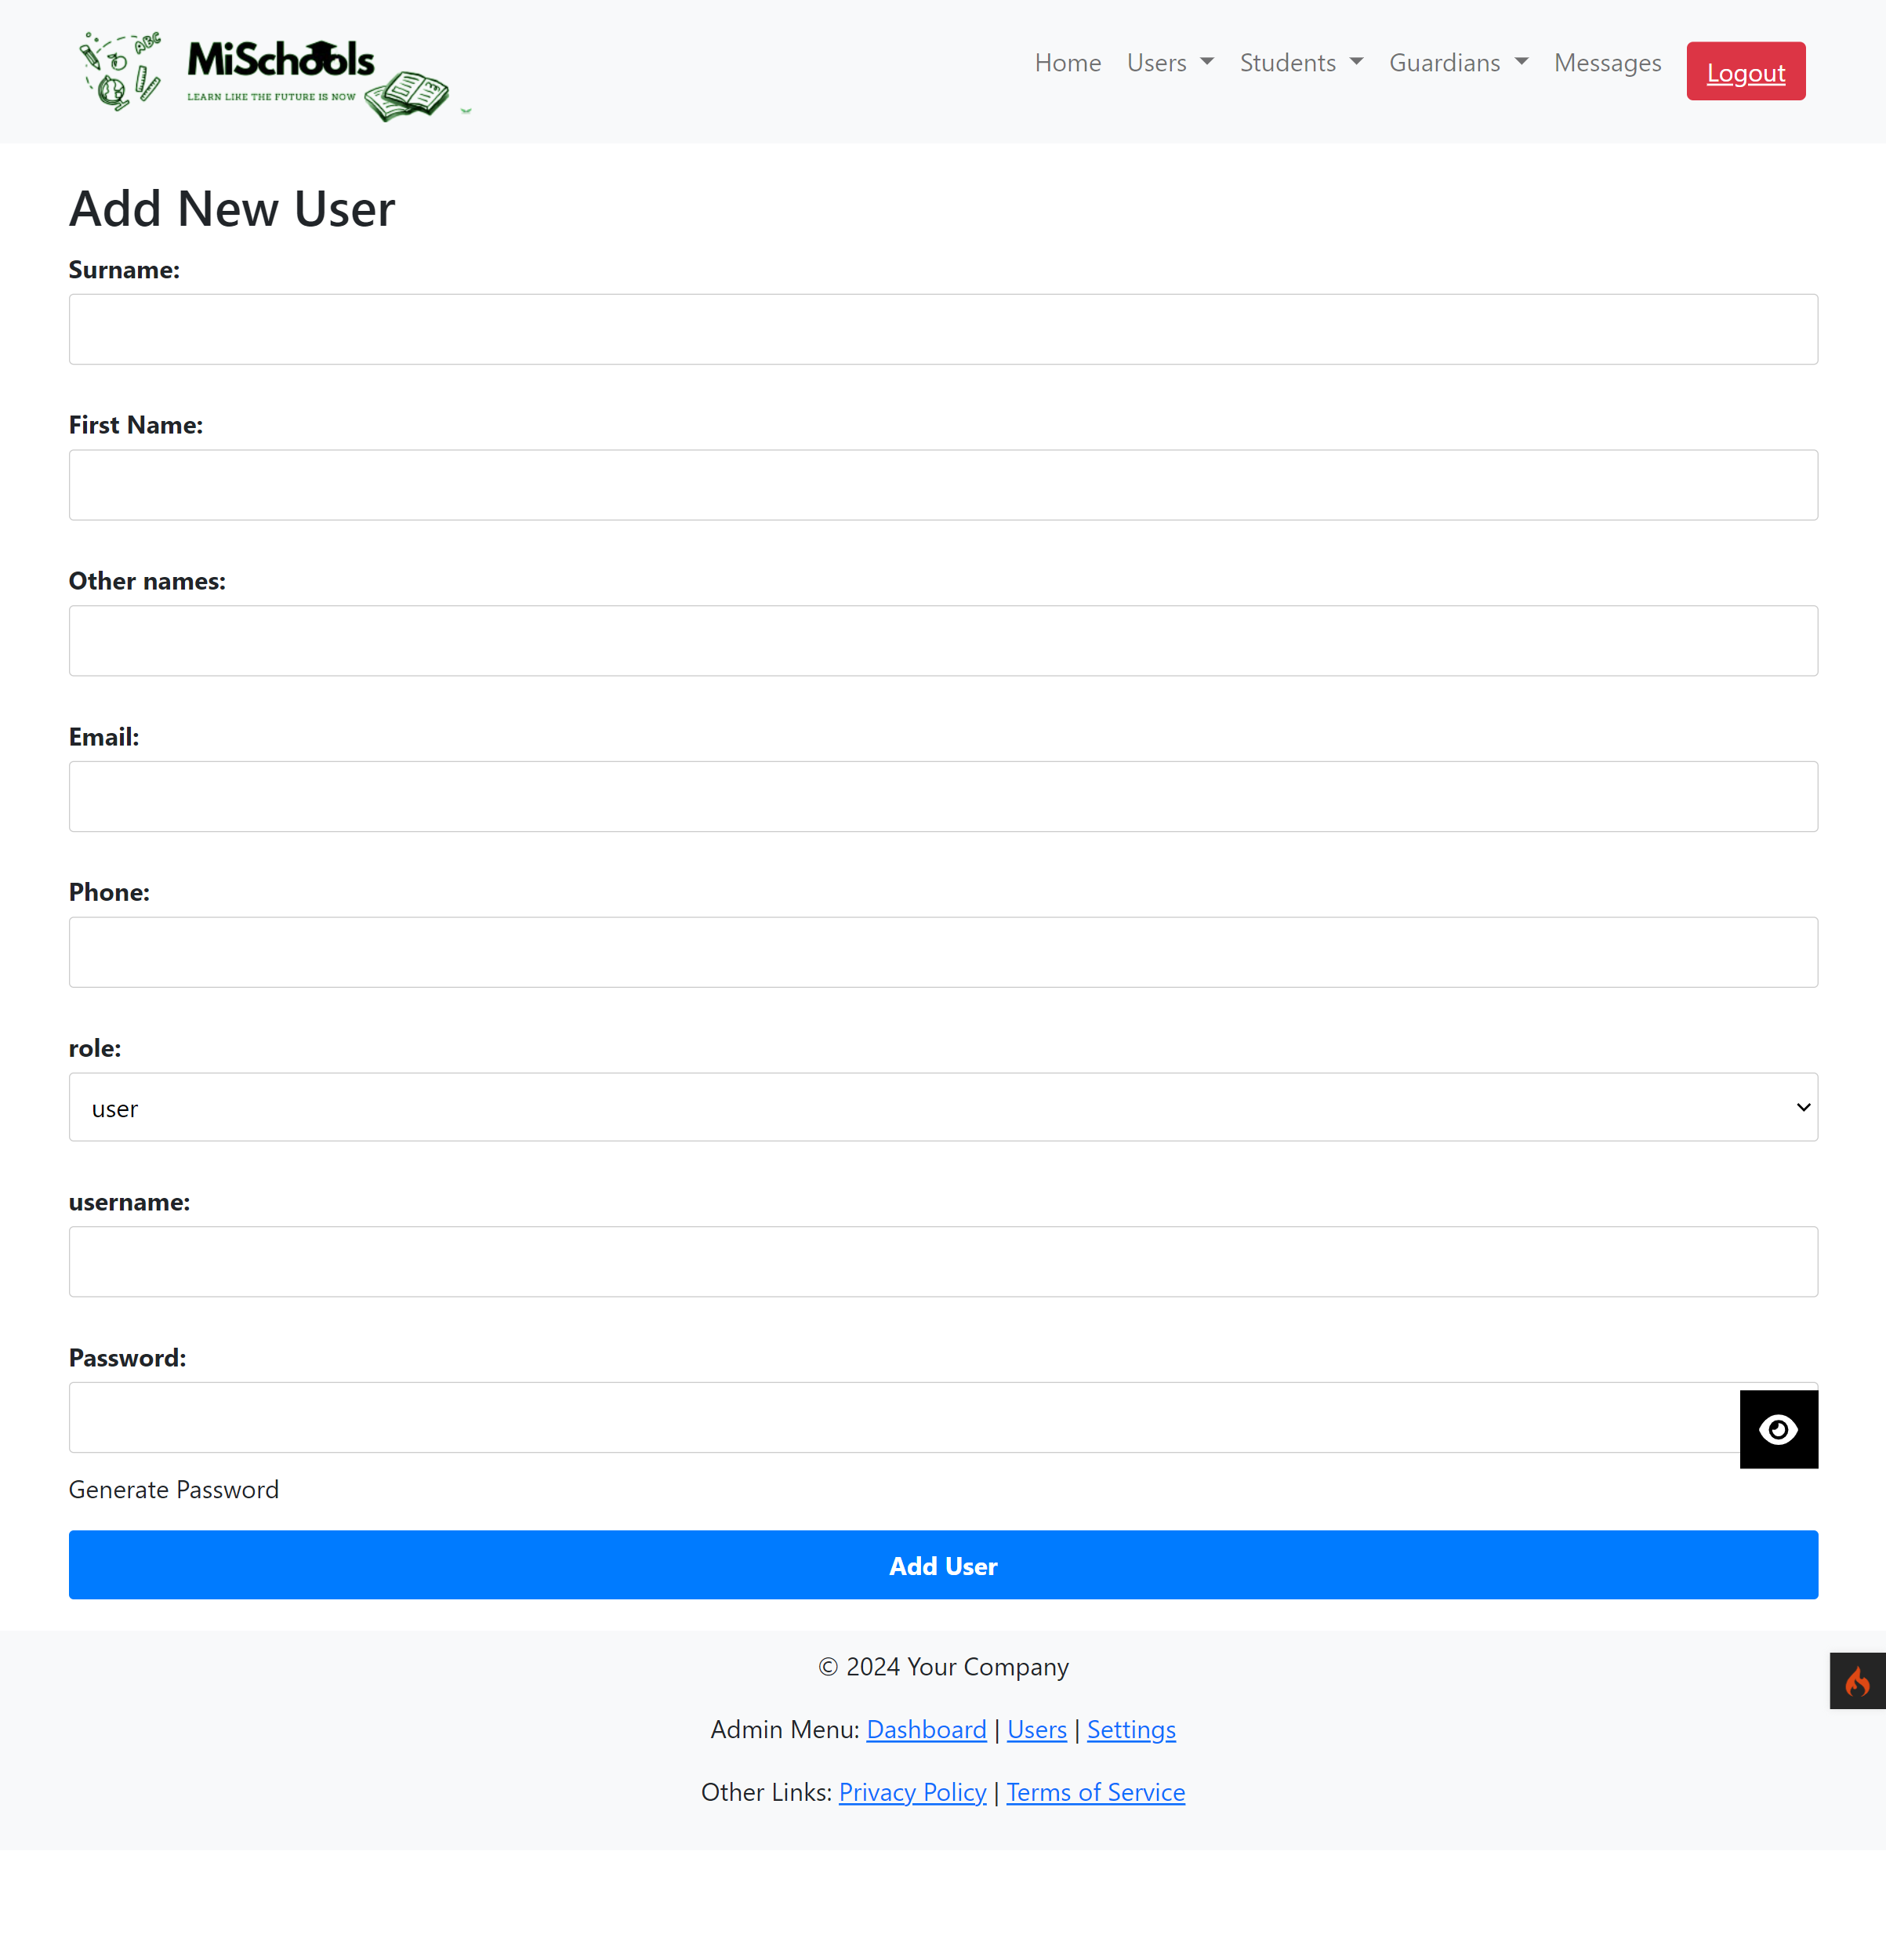 ABC
MiSchools
LEARN LIKE THE FUTURE IS NOW
Home Users Students Guardians Messages Logout
Add New User
Surname:
First Name:
Other names:
Email:
Phone:
role:
user
username:
Password:
Generate Password
Add User
© 2024 Your Company
Admin Menu: Dashboard | Users | Settings
Other Links: Privacy Policy | Terms of Service